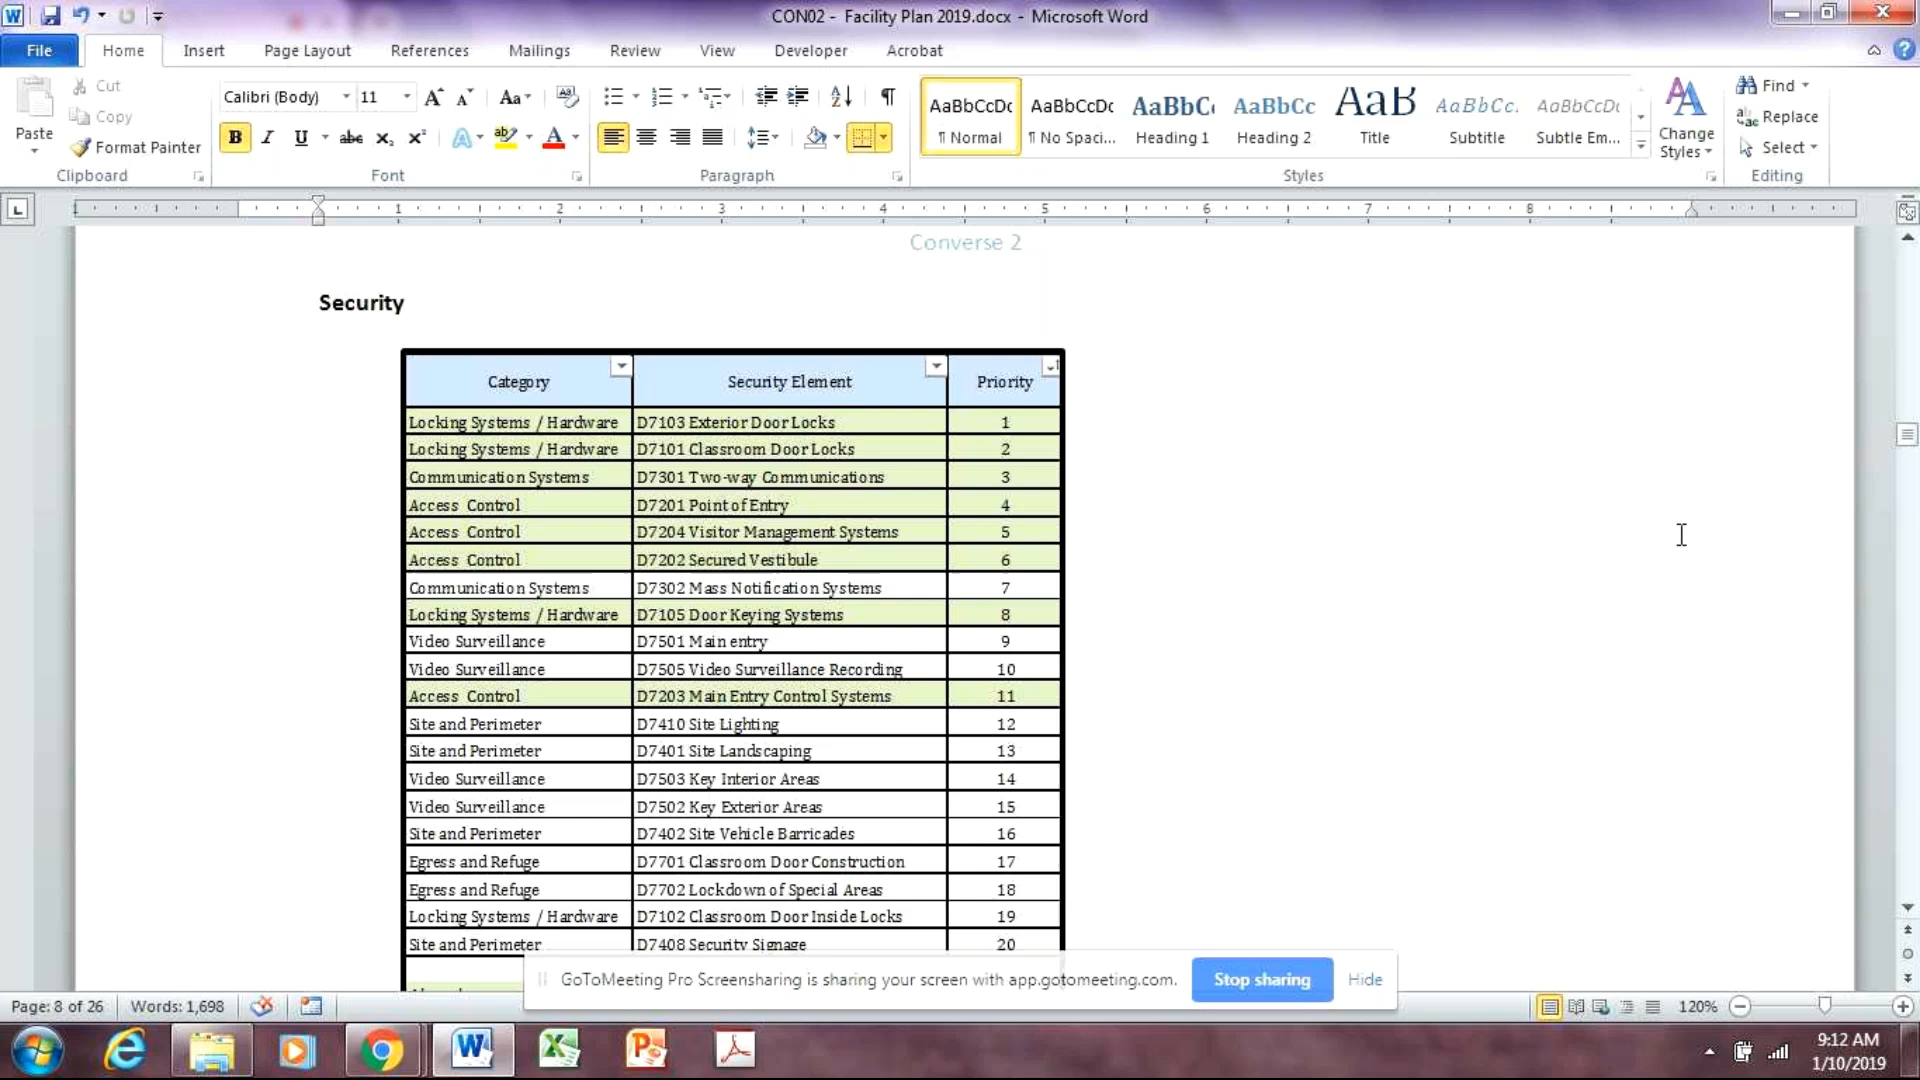 CON02 - Facility Plan 2019.docx - Microsoft Word
File Home Insert Page Layout References Mailings Review View Developer Acrobat
Paste
Cut
Copy
Format Painter
Clipboard
Calibri (Body) 11
Font
Paragraph
AaBbCcDc ¶ Normal
AaBbCcDc ¶ No Spaci...
AaBbC Heading 1
AaBbCc Heading 2
AaB Title
AaBbCc. Subtitle
AaBbCcDc Subtle Em...
Change Styles
Styles
Find
Replace
Select
Editing
1 1 2 3 4 5 6 7 8
Converse 2
Security
Category Security Element Priority
Locking Systems / Hardware D7103 Exterior Door Locks 1
Locking Systems / Hardware D7101 Classroom Door Locks 2
Communication Systems D7301 Two-way Communications 3
Access Control D7201 Point of Entry 4
Access Control D7204 Visitor Management Systems 5
Access Control D7202 Secured Vestibule 6
Communication Systems D7302 Mass Notification Systems 7
Locking Systems / Hardware D7105 Door Keying Systems 8
Video Surveillance D7501 Main entry 9
Video Surveillance D7505 Video Surveillance Recording 10
Access Control D7203 Main Entry Control Systems 11
Site and Perimeter D7410 Site Lighting 12
Site and Perimeter D7401 Site Landscaping 13
Video Surveillance D7503 Key Interior Areas 14
Video Surveillance D7502 Key Exterior Areas 15
Site and Perimeter D7402 Site Vehicle Barricades 16
Egress and Refuge D7701 Classroom Door Construction 17
Egress and Refuge D7702 Lockdown of Special Areas 18
Locking Systems / Hardware D7102 Classroom Door Inside Locks 19
Site and Perimeter D7408 Security Signage 20
GoToMeeting Pro Screensharing is sharing your screen with app.gotomeeting.com. Stop sharing Hide
Page: 8 of 26 Words: 1,698 120%
9:12 AM
1/10/2019